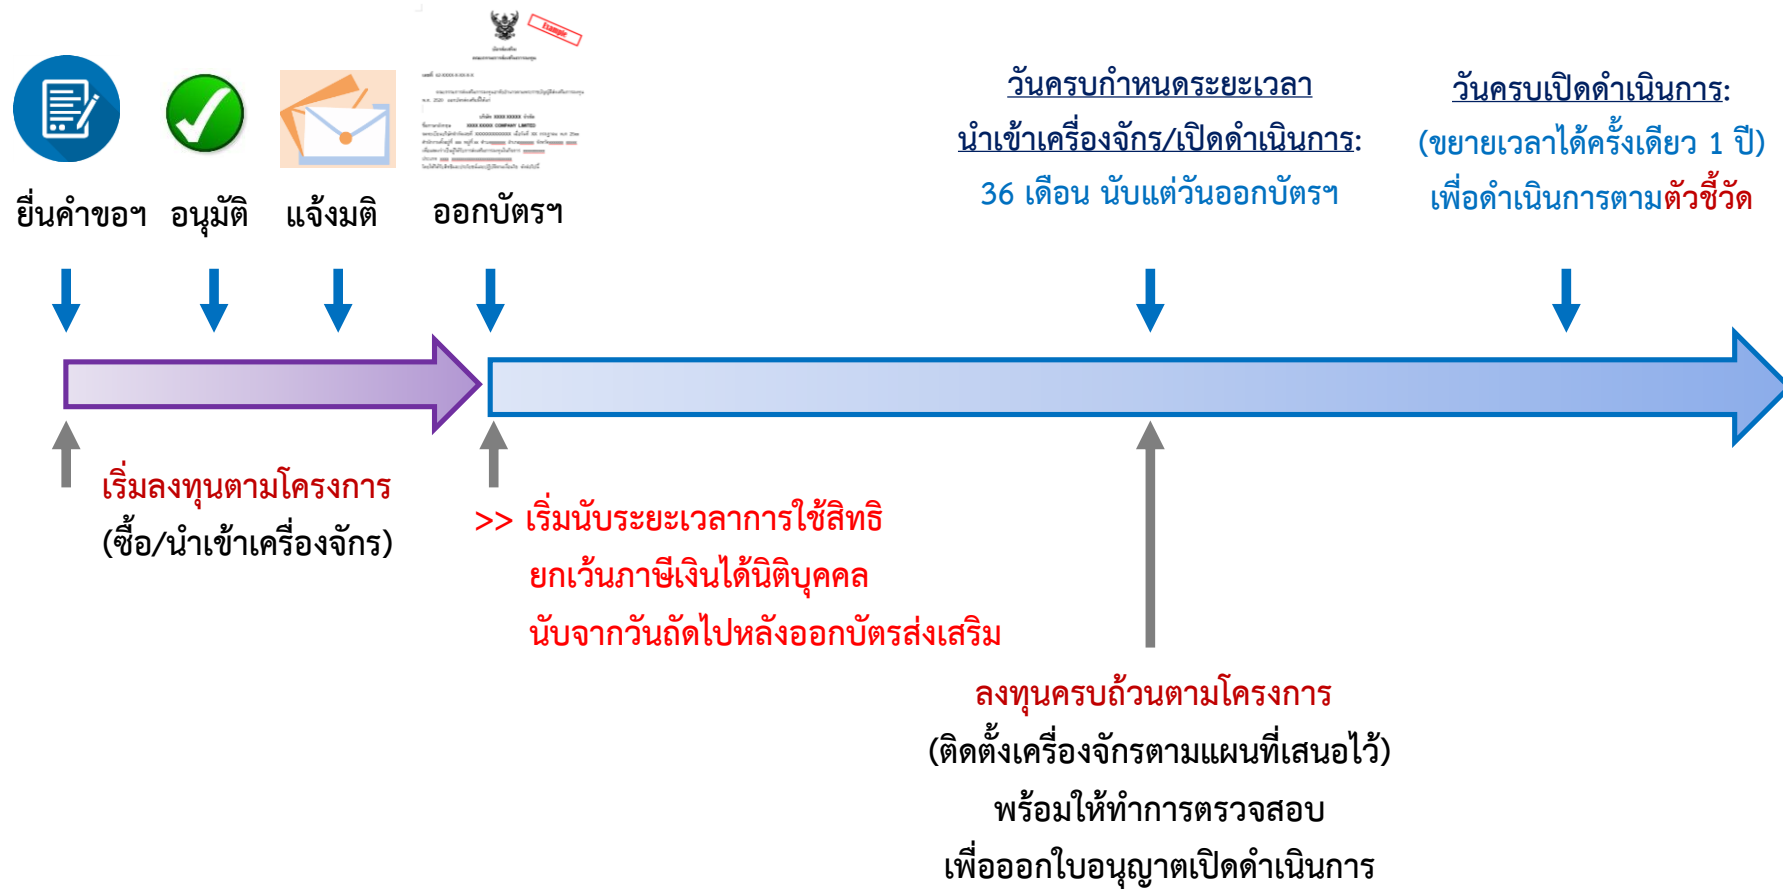 Example
ยื่นคำขอฯ
อนุมัติ
แจ้งมติ
ออกบัตรฯ
วันครบกำหนดระยะเวลา
นำเข้าเครื่องจักร/เปิดดำเนินการ:
36 เดือน นับแต่วันออกบัตรฯ
วันครบเปิดดำเนินการ:
(ขยายเวลาได้ครั้งเดียว 1 ปี)
เพื่อดำเนินการตามตัวชี้วัด
เริ่มลงทุนตามโครงการ
(ซื้อ/นำเข้าเครื่องจักร)
>> เริ่มนับระยะเวลาการใช้สิทธิ
ยกเว้นภาษีเงินได้นิติบุคคล
นับจากวันถัดไปหลังออกบัตรส่งเสริม
ลงทุนครบถ้วนตามโครงการ
(ติดตั้งเครื่องจักรตามแผนที่เสนอไว้)
พร้อมให้ทำการตรวจสอบ
เพื่อออกใบอนุญาตเปิดดำเนินการ